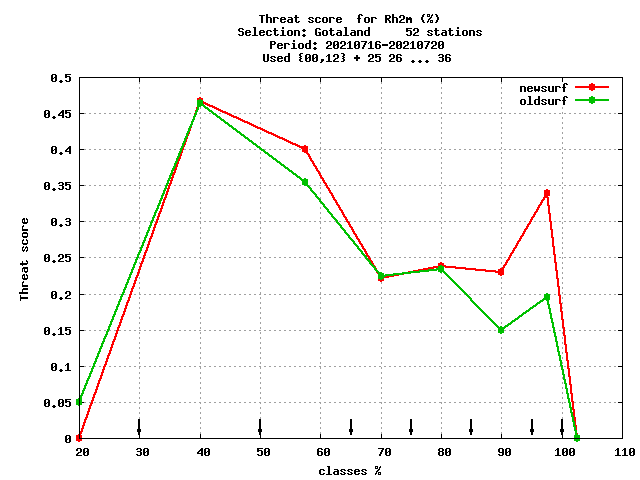 Threat score  for Rh2m (%)
Selection: Gotaland     52 stations
Period: 20210716-20210720
Used {00,12} + 25 26 ... 36
newsurf
oldsurf
0.5
0.45
0.4
0.35
0.3
0.25
0.2
0.15
0.1
0.05
0
Threat score
20 30 40 50 60 70 80 90 100 110
classes %